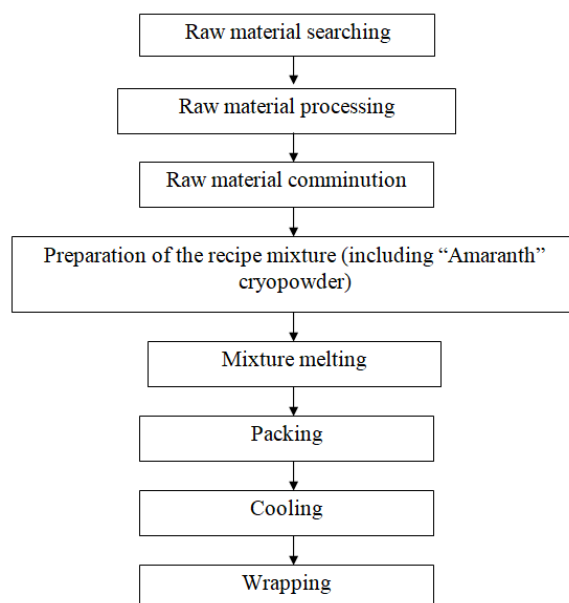 Raw material searching
Raw material processing
Raw material comminution
Preparation of the recipe mixture (including “Amaranth”
cryopowder)
Mixture melting
Packing
Cooling
Wrapping